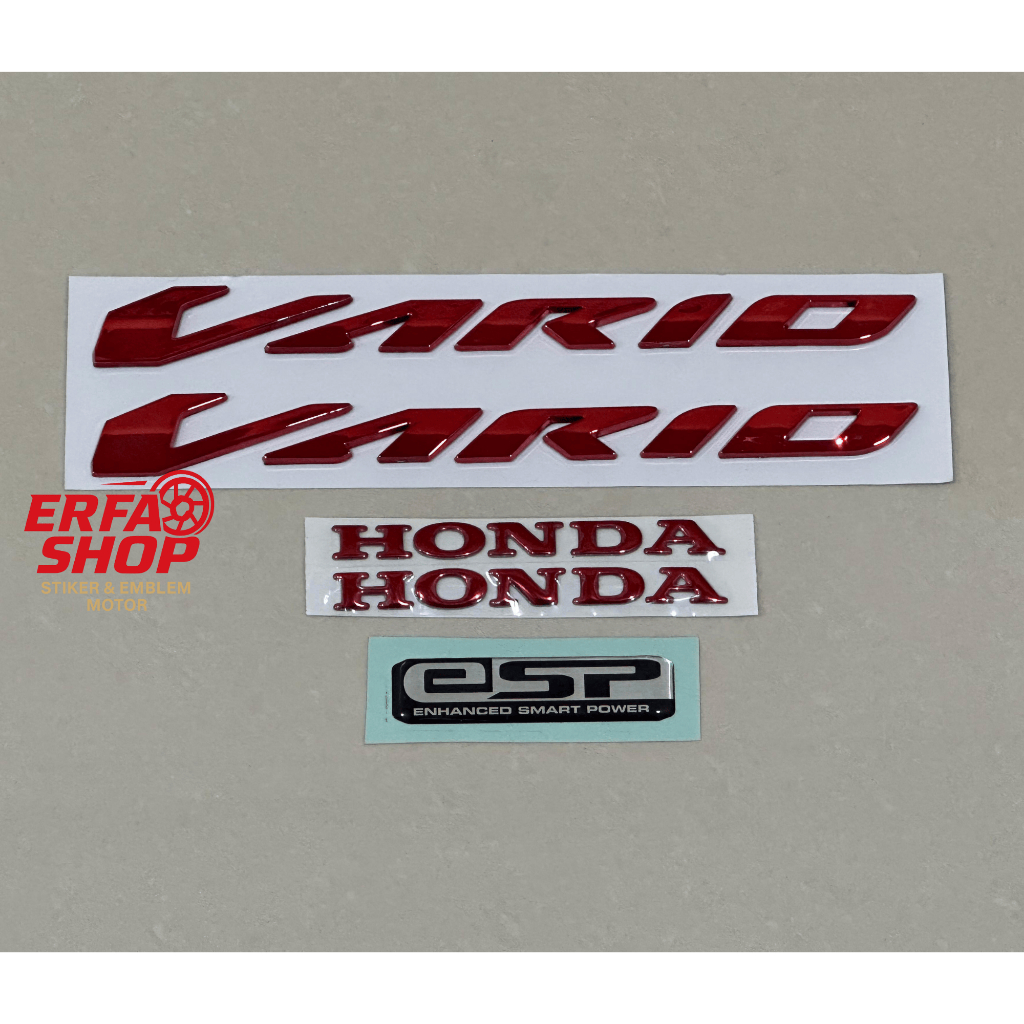 VARIO
VARIO
ERFA
SHOP
STIKER & EMBLEM
MOTOR
HONDA
HONDA
eSP
ENHANCED SMART POWER